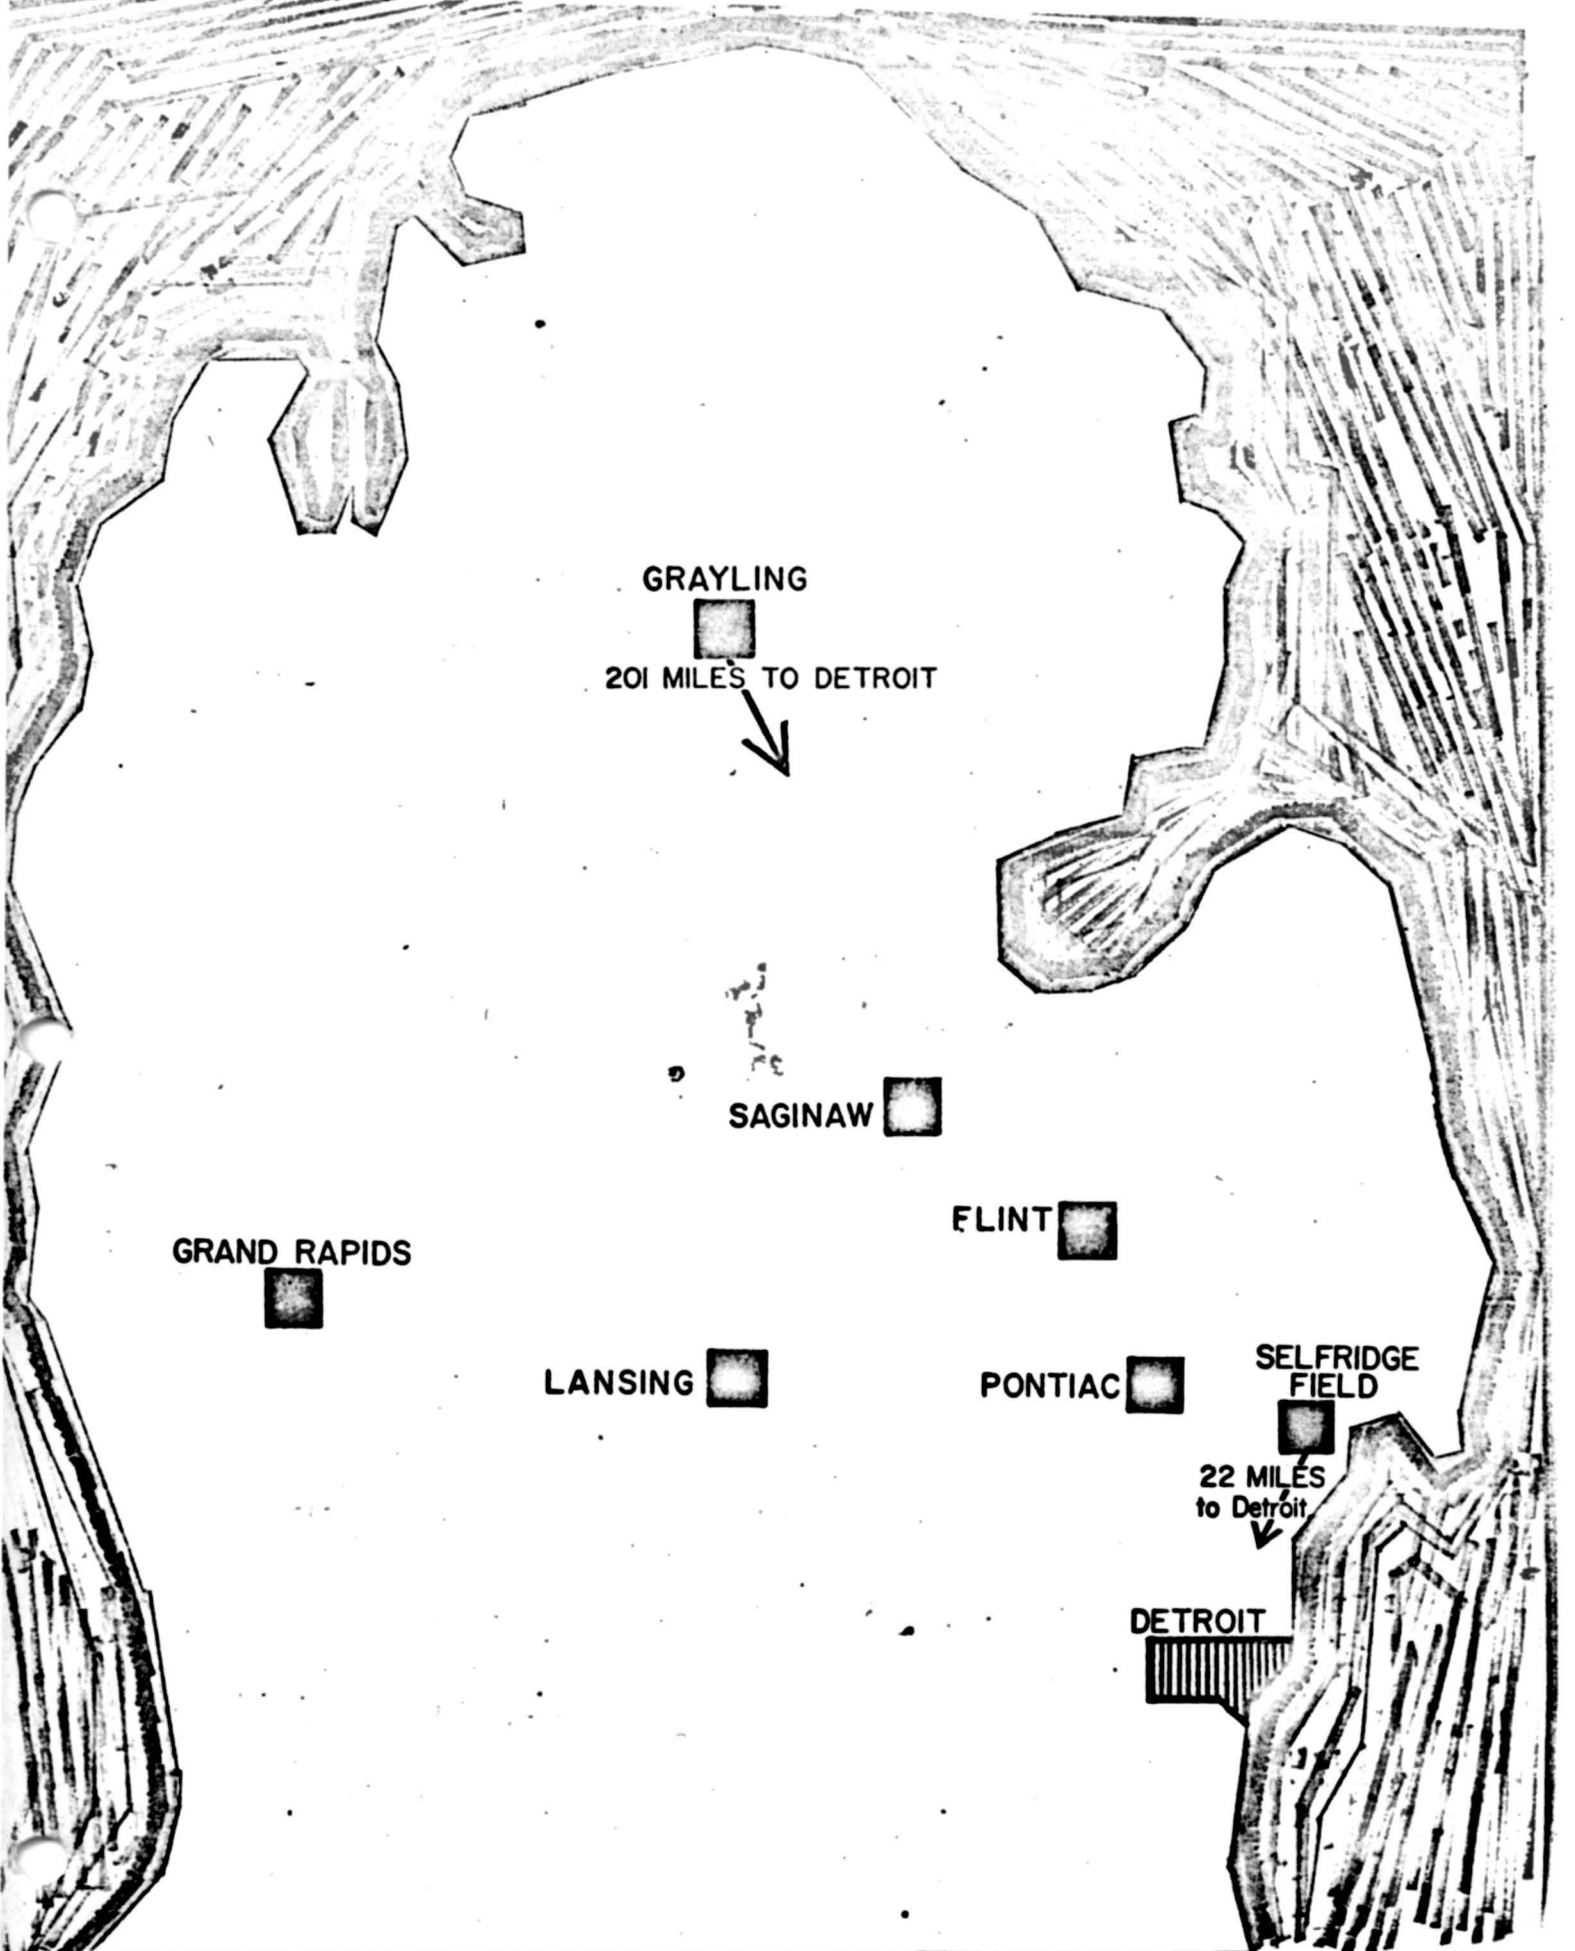 GRAYLING
201 MILES TO DETROIT
SAGINAW
FLINT
GRAND RAPIDS
LANSING
PONTIAC
SELFRIDGE
FIELD
22 MILES
to Detroit
DETROIT